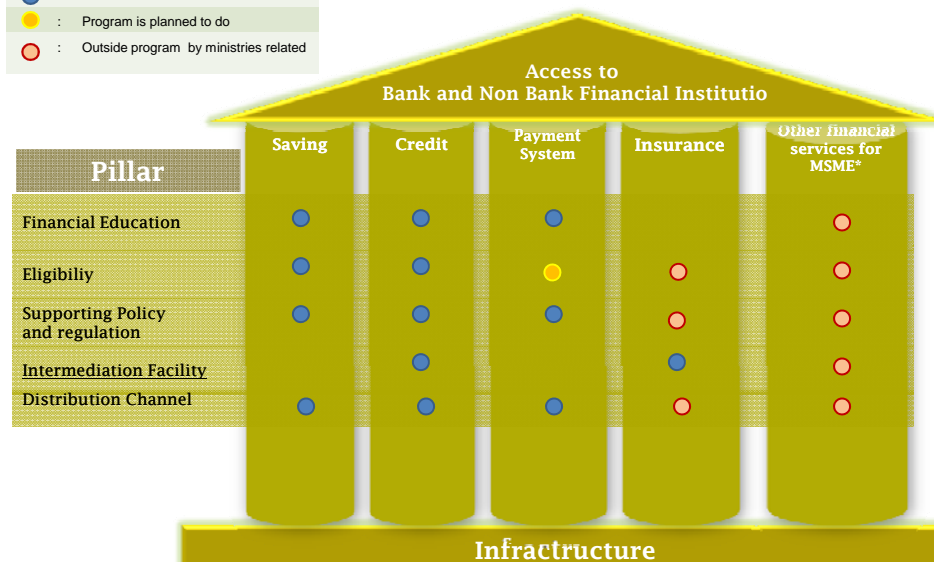 : Program is planned to do
: Outside program by ministries related
Access to
Bank and Non Bank Financial Institutio
Saving
Credit
Payment
System
Insurance
Other financial
services for
MSME*
Pillar
Financial Education
Eligibiliy
Supporting Policy
and regulation
Intermediation Facility
Distribution Channel
Infractructure